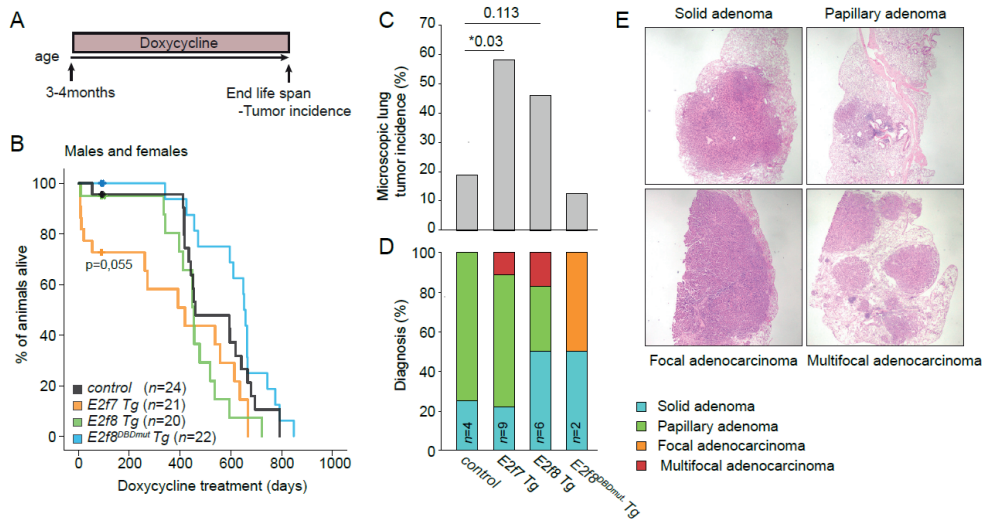 A
Doxycycline
age
3-4months
End life span
-Tumor incidence
B
Males and females
% of animals alive
100
80
60
40
20
0
p=0,055
control (n=24)
E2f7 Tg (n=21)
E2f8 Tg (n=20)
E2f8DBDmut Tg (n=22)
0
200
400
600
800
1000
Doxycycline treatment (days)
C
Microscopic lung
tumor incidence (%)
70
60
50
40
30
20
10
0
0.113
*0.03
D
Diagnosis (%)
100
80
60
40
20
0
n=4
n=9
n=6
n=2
control
E2f7 Tg
E2f8 Tg
E2f8DBDmut. Tg
E
Solid adenoma
Papillary adenoma
Focal adenocarcinoma
Multifocal adenocarcinoma
Solid adenoma
Papillary adenoma
Focal adenocarcinoma
Multifocal adenocarcinoma